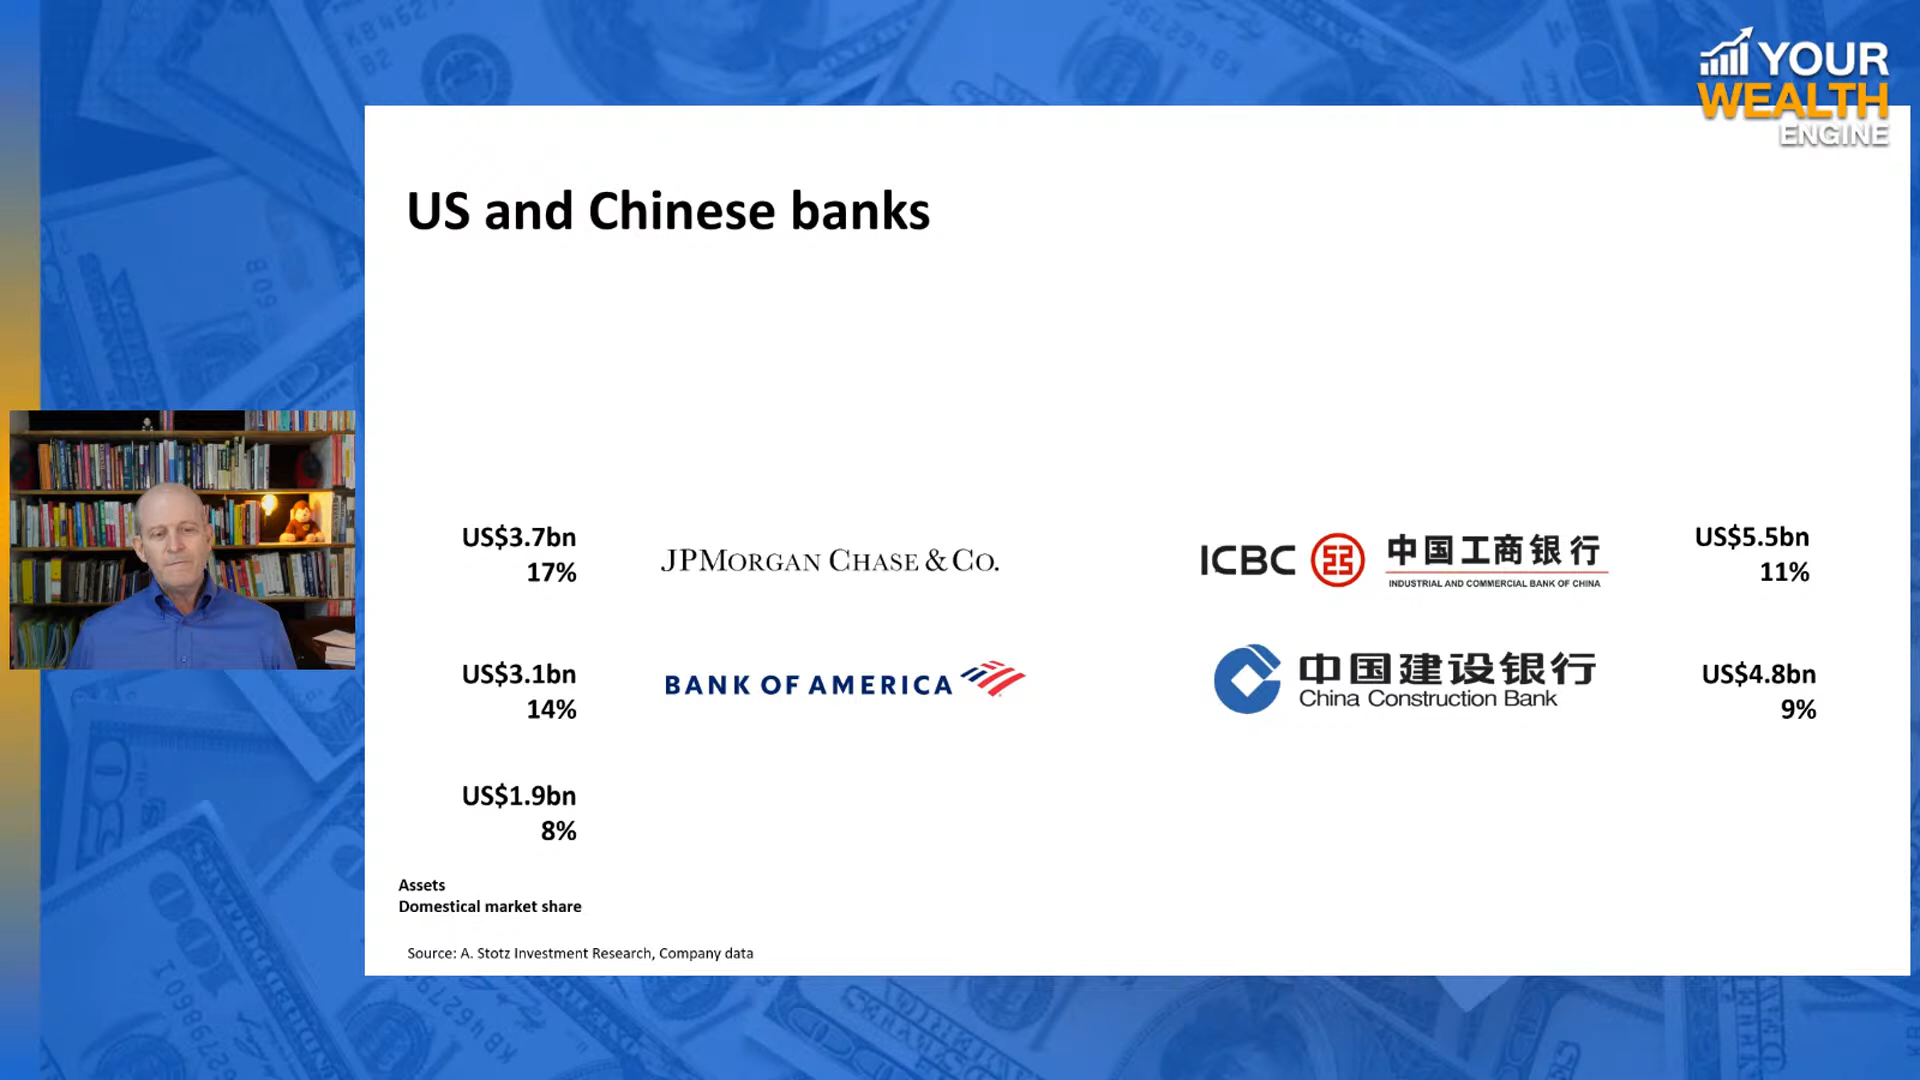 YOUR
WEALTH
ENGINE
US and Chinese banks
US$3.7bn
17%
JPMORGAN CHASE & CO.
ICBC 中国工商银行
INDUSTRIAL AND COMMERCIAL BANK OF CHINA
US$5.5bn
11%
US$3.1bn
14%
BANK OF AMERICA
中国建设银行
China Construction Bank
US$4.8bn
9%
US$1.9bn
8%
Assets
Domestical market share
Source: A. Stotz Investment Research, Company data